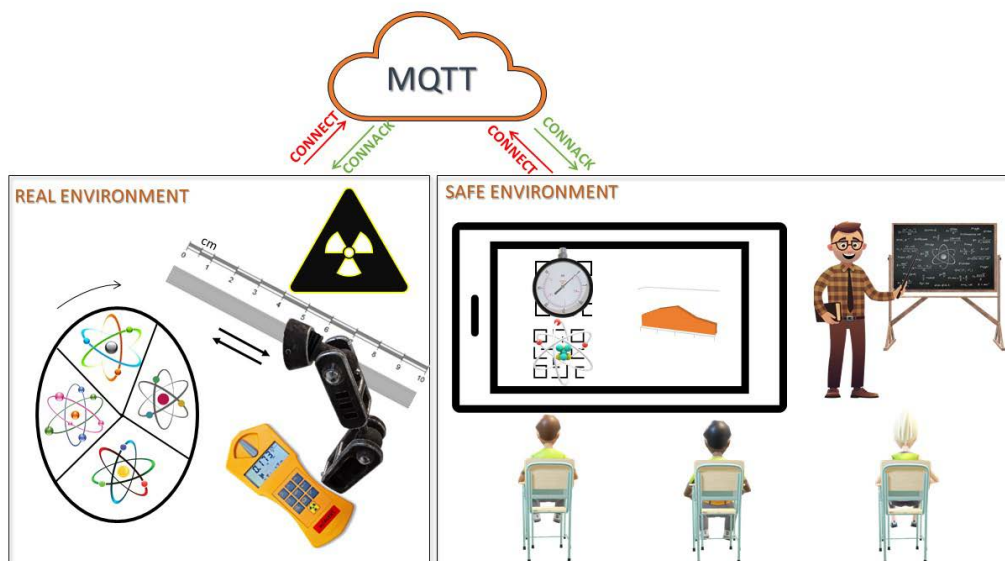 MQTT
CONNECT
CONNACK
CONNECT
CONNACK
REAL ENVIRONMENT
SAFE ENVIRONMENT
cm
0 1 2 3 4 5 6 8 9 10